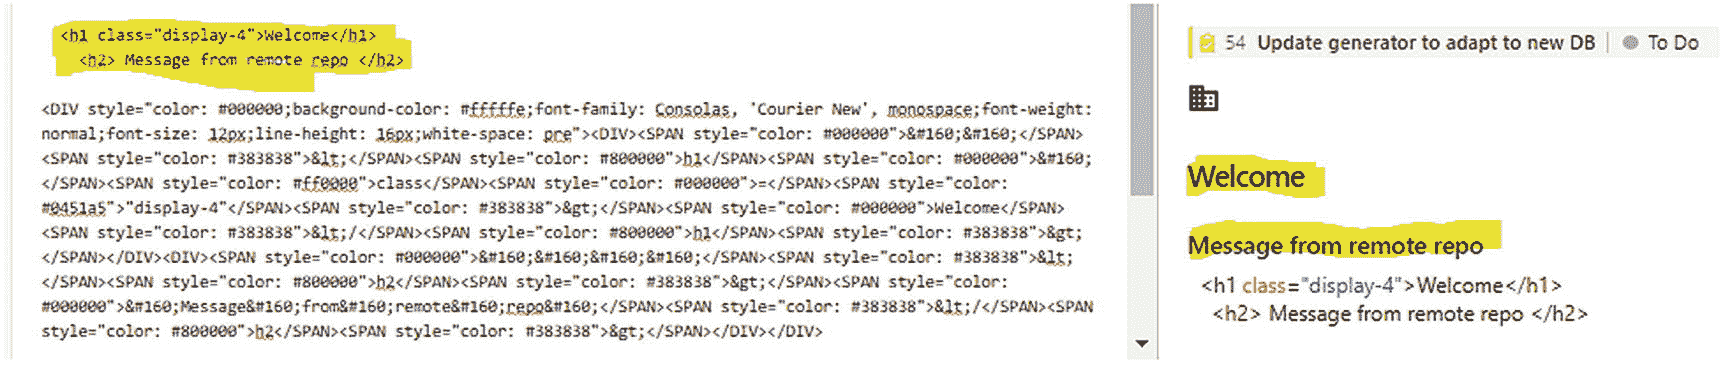 <h1 class="display-4">Welcome</h1>
<h2> Message from remote repo </h2>
<DIV style="color: #000000;background-color: #fffffe;font-family: Consolas, 'Courier New', monospace;font-weight:
normal;font-size: 12px;line-height: 16px;white-space: pre"><DIV><SPAN style="color: #000000">&#160;&#160;</SPAN>
<SPAN style="color: #383838">&lt;</SPAN><SPAN style="color: #800000">h1</SPAN><SPAN style="color: #000000">&#160;
</SPAN><SPAN style="color: #ff0000">class</SPAN><SPAN style="color: #000000">=</SPAN><SPAN style="color:
#0451a5">"display-4"</SPAN><SPAN style="color: #383838">&gt;</SPAN><SPAN style="color: #000000">Welcome</SPAN>
<SPAN style="color: #383838">&lt;/</SPAN><SPAN style="color: #800000">h1</SPAN><SPAN style="color: #383838">&gt;
</SPAN></DIV><DIV><SPAN style="color: #000000">&#160;&#160;&#160;&#160;</SPAN><SPAN style="color: #383838">&lt;
</SPAN><SPAN style="color: #800000">h2</SPAN><SPAN style="color: #383838">&gt;</SPAN><SPAN style="color:
#000000">&#160;Message&#160;from&#160;remote&#160;repo&#160;</SPAN><SPAN style="color: #383838">&lt;/</SPAN><SPAN
style="color: #800000">h2</SPAN><SPAN style="color: #383838">&gt;</SPAN></DIV></DIV>
54 Update generator to adapt to new DB To Do
Welcome
Message from remote repo
<h1 class="display-4">Welcome</h1>
<h2> Message from remote repo </h2>